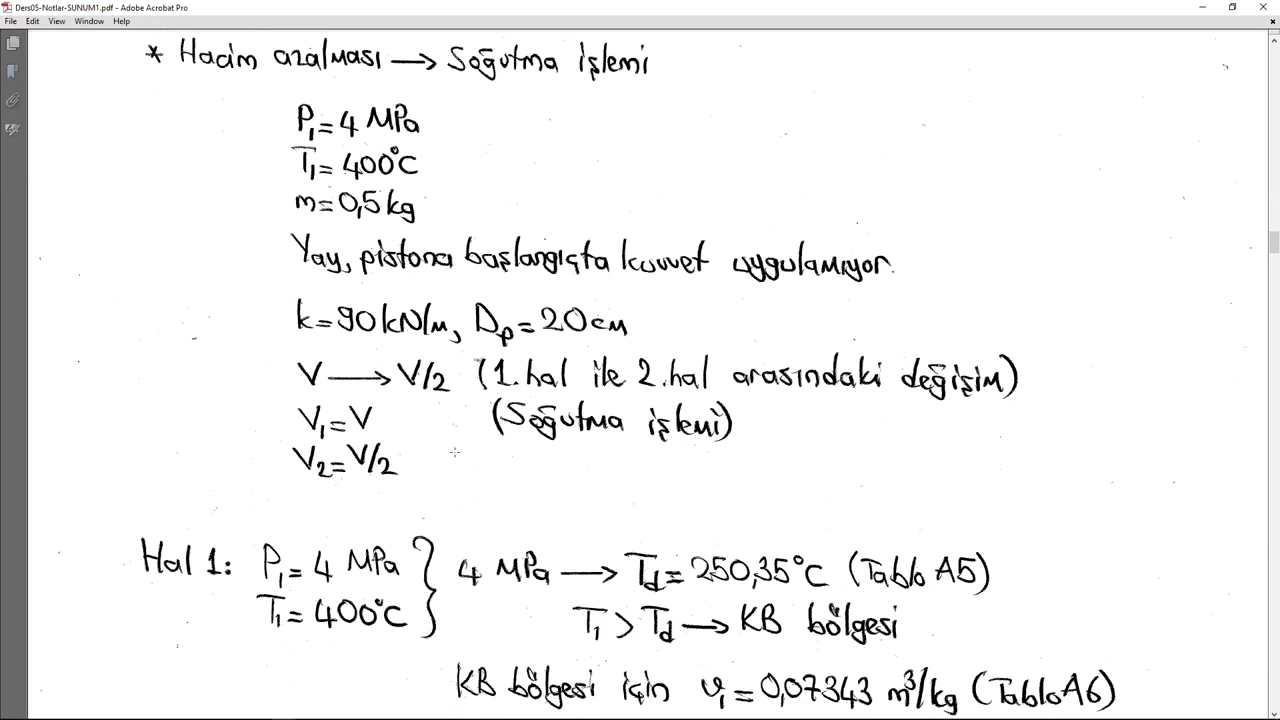 Ders05-Notlar-SUNUM1.pdf - Adobe Acrobat Pro
File Edit View Window Help
* Hacim azalması → Soğutma işlemi
P₁ = 4 MPa
T₁ = 400°C
m = 0,5 kg
Yay, pistona başlangıçta kuvvet uygulamıyor.
k = 90 kN/m, Dₚ = 20 cm
V → V/2 (1. hal ile 2. hal arasındaki değişim)
V₁ = V (Soğutma işlemi)
V₂ = V/2
Hal 1: P₁ = 4 MPa } 4 MPa → T_d = 250,35°C (Tablo A5)
T₁ = 400°C T₁ > T_d → KB bölgesi
KB bölgesi için v₁ = 0,07343 m³/kg (Tablo A6)